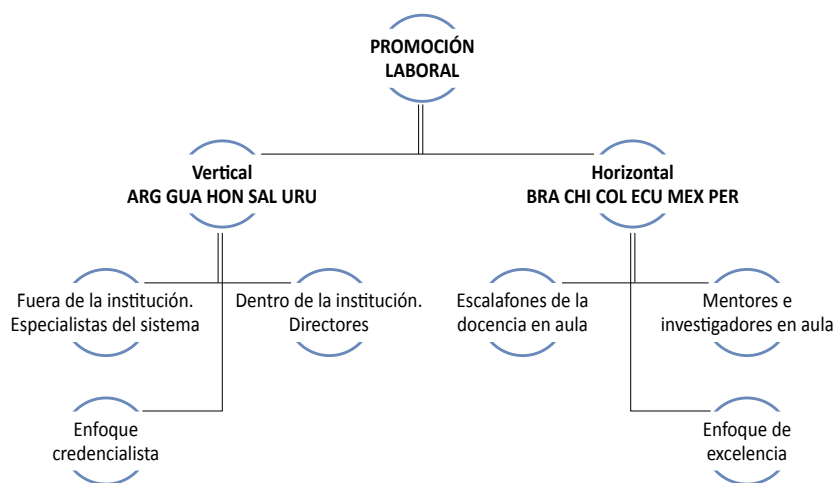 PROMOCIÓN
LABORAL
Vertical
ARG GUA HON SAL URU
Horizontal
BRA CHI COL ECU MEX PER
Fuera de la institución.
Especialistas del sistema
Dentro de la institución.
Directores
Escalafones de la
docencia en aula
Mentores e
investigadores en aula
Enfoque
credencialista
Enfoque de
excelencia